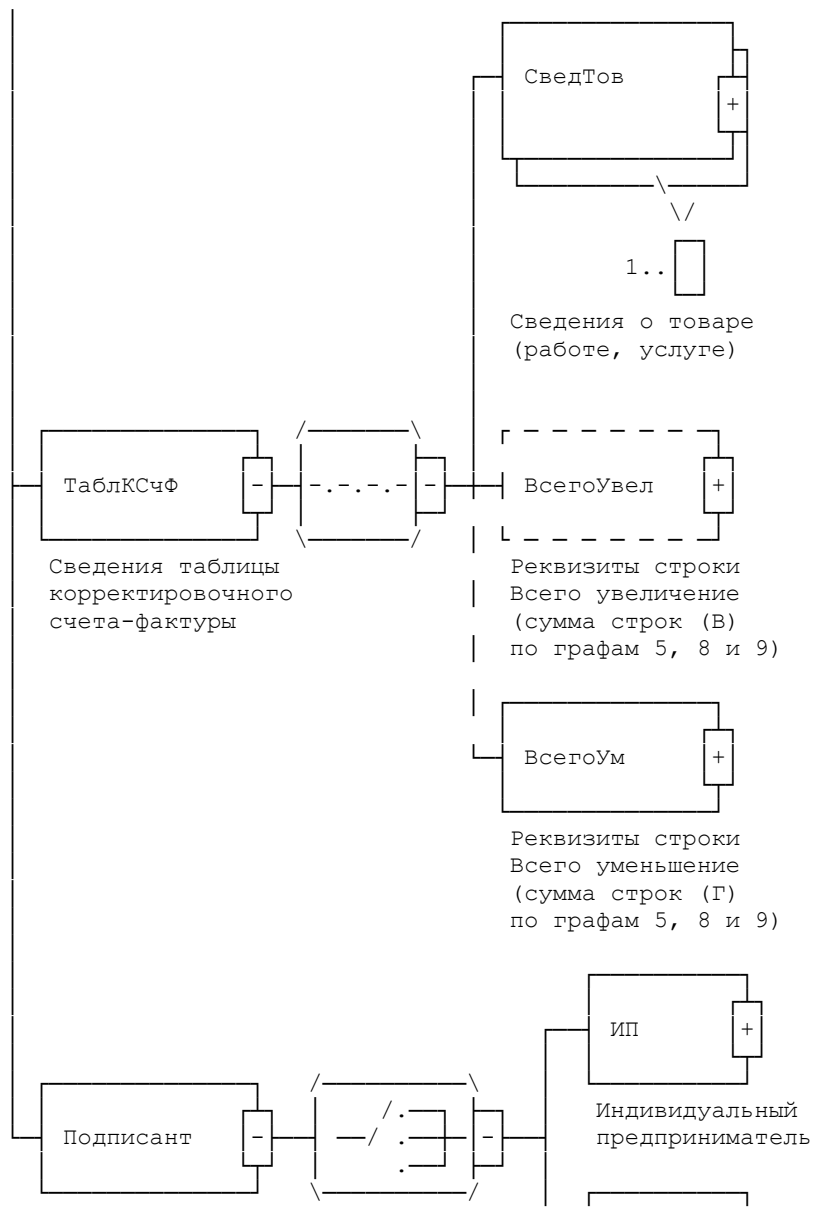 СведТов
+
1..
Сведения о товаре
(работе, услуге)
ТаблКСчФ
-
-.-.-.-
-
ВсегоУвел
+
Сведения таблицы
корректировочного
счета-фактуры
Реквизиты строки
Всего увеличение
(сумма строк (В)
по графам 5, 8 и 9)
ВсегоУм
+
Реквизиты строки
Всего уменьшение
(сумма строк (Г)
по графам 5, 8 и 9)
ИП
+
Индивидуальный
предприниматель
Подписант
-
-